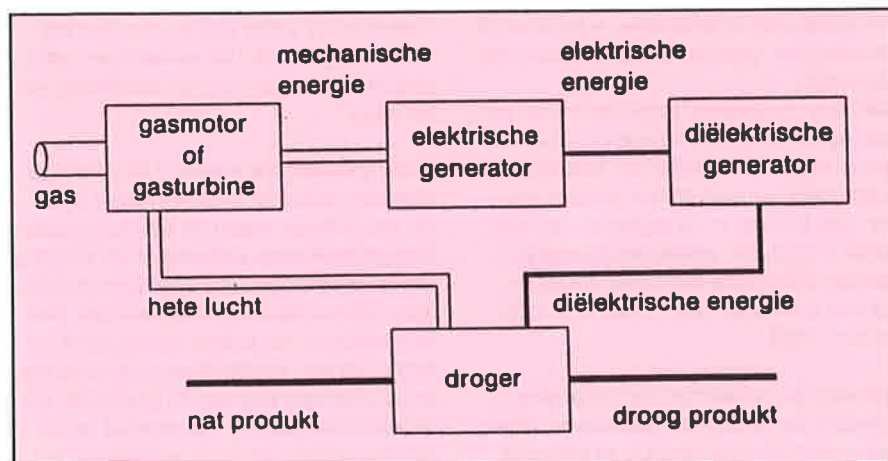 mechanische
energie
elektrische
energie
gasmotor
of
gasturbine
elektrische
generator
diëlektrische
generator
gas
hete lucht
diëlektrische energie
droger
nat produkt
droog produkt